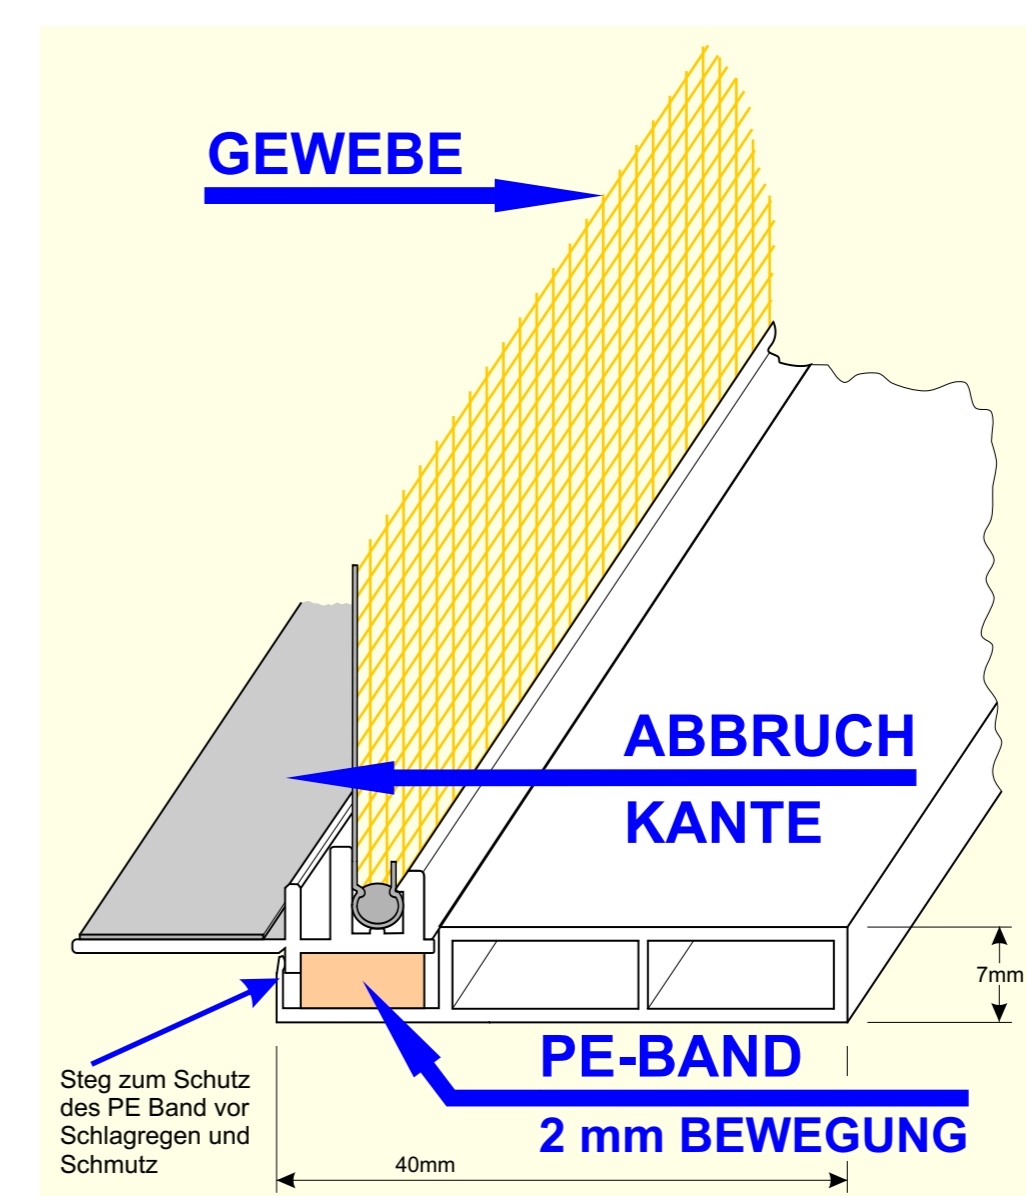 GEWEBE
ABBRUCH
KANTE
7mm
PE-BAND
2 mm BEWEGUNG
Steg zum Schutz
des PE Band vor
Schlagregen und
Schmutz
40mm